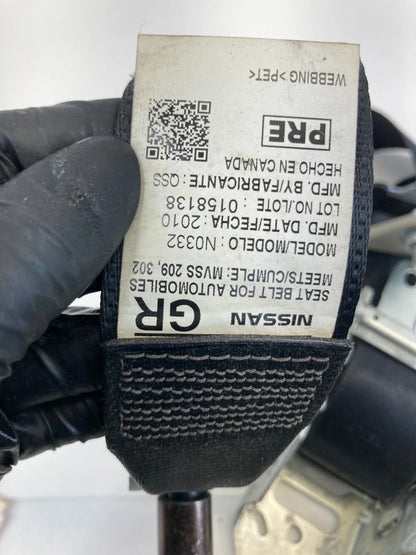 NISSAN GR
SEAT BELT FOR AUTOMOBILES
MEETS/CUMPLE: MVSS 209, 302
MODEL/MODELO : N0332
MFD. DATE/FECHA : 2010
LOT NO./LOTE : 0158138
MFD. BY/FABRICANTE : QSS
HECHO EN CANADA
PRE
WEBBING >PET<